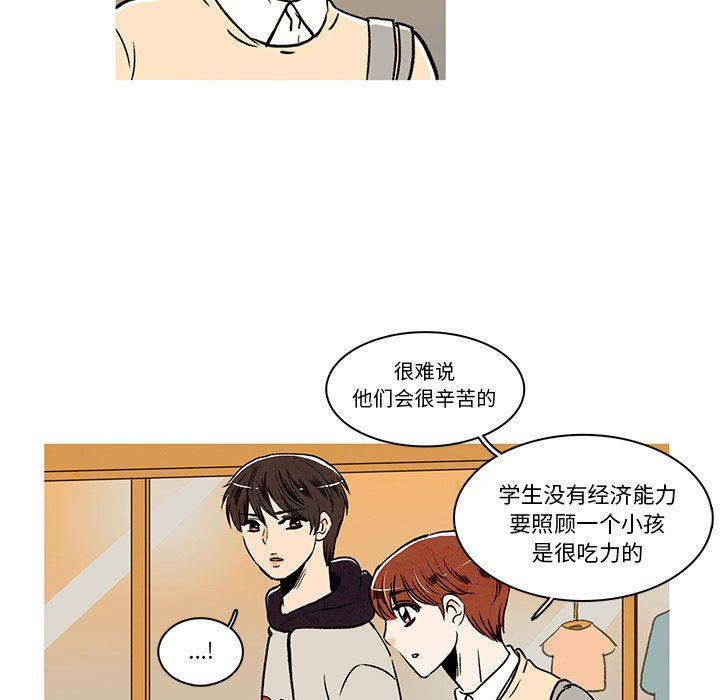 很难说
他们会很辛苦的
学生没有经济能力
要照顾一个小孩
是很吃力的
...!